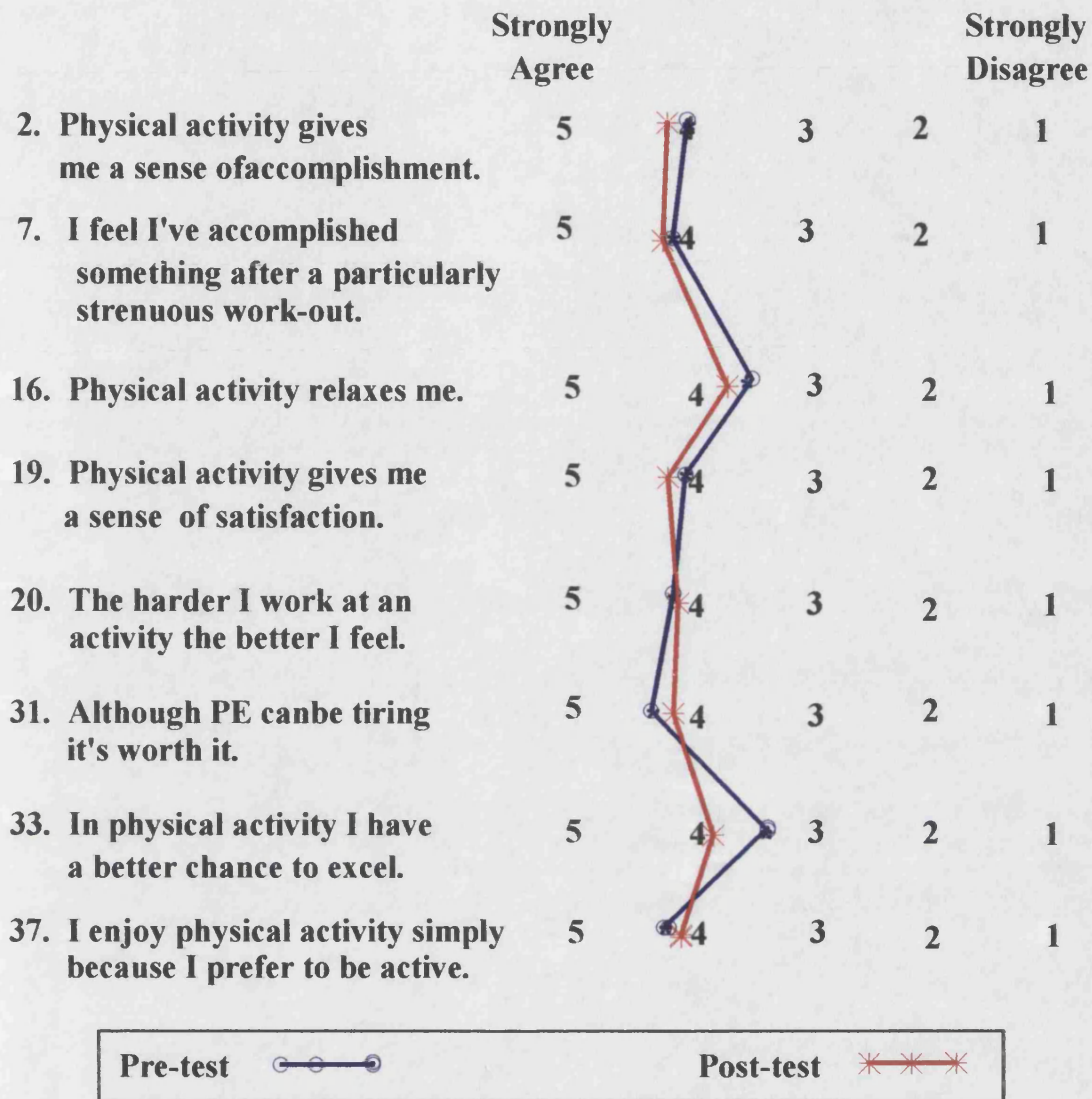 Strongly Strongly
Agree Disagree
2. Physical activity gives 5 4 3 2 1
me a sense ofaccomplishment.
7. I feel I've accomplished 5 4 3 2 1
something after a particularly
strenuous work-out.
16. Physical activity relaxes me. 5 4 3 2 1
19. Physical activity gives me 5 4 3 2 1
a sense of satisfaction.
20. The harder I work at an 5 4 3 2 1
activity the better I feel.
31. Although PE canbe tiring 5 4 3 2 1
it's worth it.
33. In physical activity I have 5 4 3 2 1
a better chance to excel.
37. I enjoy physical activity simply 5 4 3 2 1
because I prefer to be active.
Pre-test Post-test